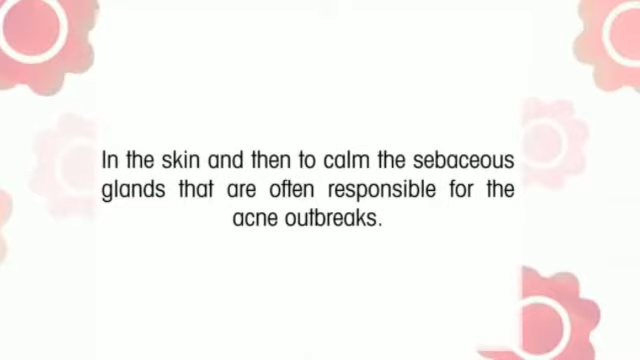 In the skin and then to calm the sebaceous
glands that are often responsible for the
acne outbreaks.